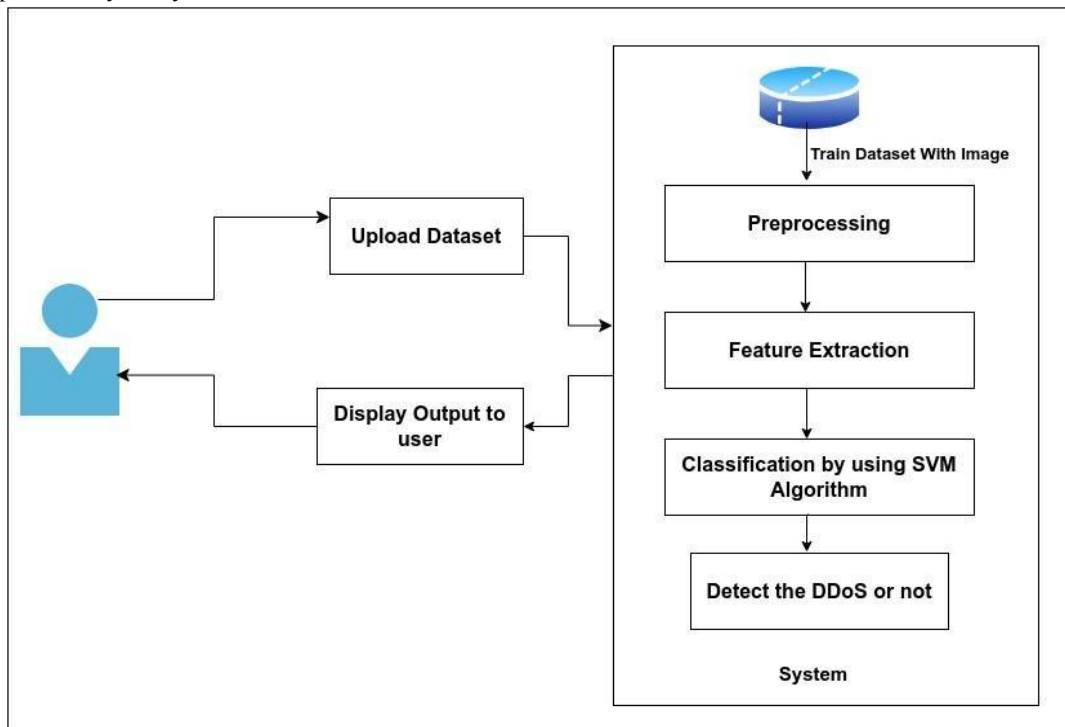 Train Dataset With Image
Preprocessing
Upload Dataset
Feature Extraction
Display Output to
user
Classification by using SVM
Algorithm
Detect the DDoS or not
System